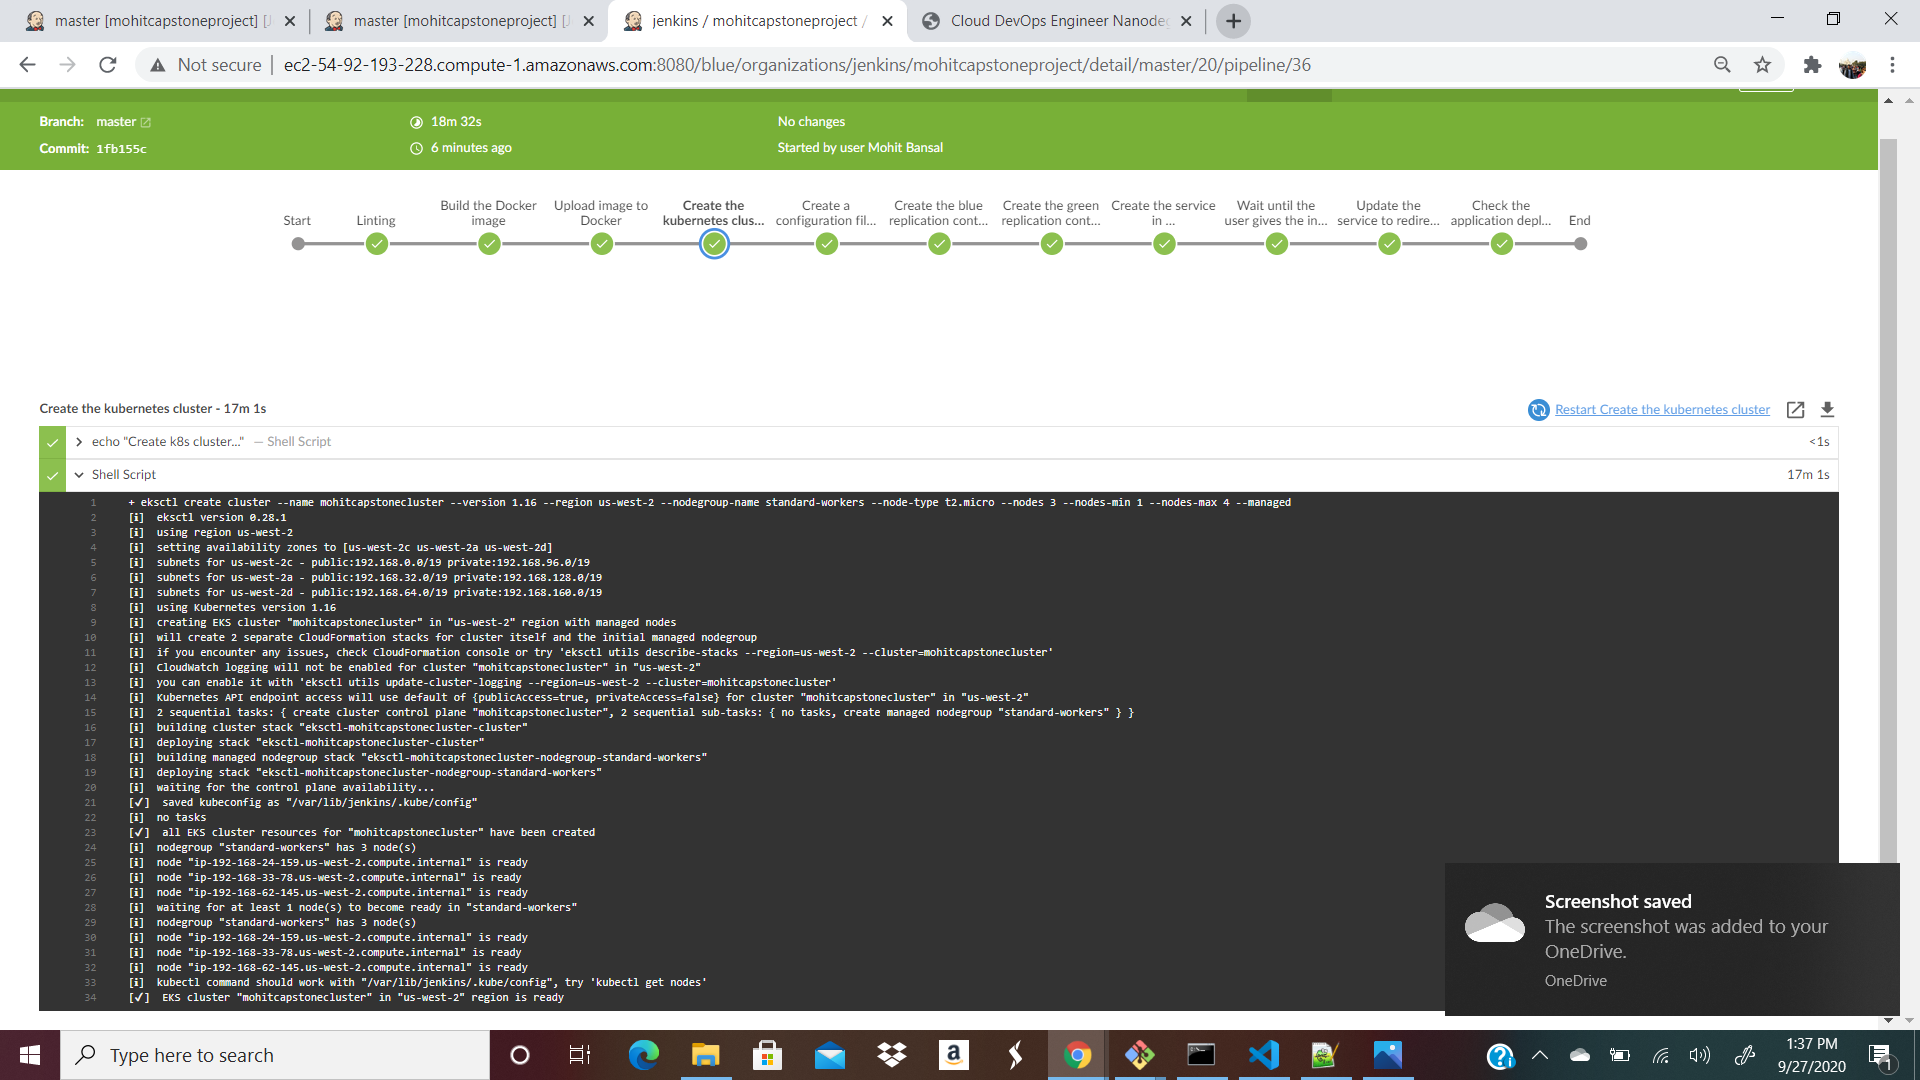 master [mohitcapstoneproject] [J
master [mohitcapstoneproject] [J
jenkins / mohitcapstoneproject /
Cloud DevOps Engineer Nanodeg
Not secure | ec2-54-92-193-228.compute-1.amazonaws.com:8080/blue/organizations/jenkins/mohitcapstoneproject/detail/master/20/pipeline/36
Branch: master 18m 32s No changes
Commit: 1fb155c 6 minutes ago Started by user Mohit Bansal
Start
Linting
Build the Docker
image
Upload image to
Docker
Create the
kubernetes clus...
Create a
configuration fil...
Create the blue
replication cont...
Create the green
replication cont...
Create the service
in ...
Wait until the
user gives the in...
Update the
service to redire...
Check the
application depl...
End
Create the kubernetes cluster - 17m 1s
Restart Create the kubernetes cluster
echo "Create k8s cluster..." — Shell Script <1s
Shell Script 17m 1s
1 + eksctl create cluster --name mohitcapstonecluster --version 1.16 --region us-west-2 --nodegroup-name standard-workers --node-type t2.micro --nodes 3 --nodes-min 1 --nodes-max 4 --managed
2 [ℹ] eksctl version 0.28.1
3 [ℹ] using region us-west-2
4 [ℹ] setting availability zones to [us-west-2c us-west-2a us-west-2d]
5 [ℹ] subnets for us-west-2c - public:192.168.0.0/19 private:192.168.96.0/19
6 [ℹ] subnets for us-west-2a - public:192.168.32.0/19 private:192.168.128.0/19
7 [ℹ] subnets for us-west-2d - public:192.168.64.0/19 private:192.168.160.0/19
8 [ℹ] using Kubernetes version 1.16
9 [ℹ] creating EKS cluster "mohitcapstonecluster" in "us-west-2" region with managed nodes
10 [ℹ] will create 2 separate CloudFormation stacks for cluster itself and the initial managed nodegroup
11 [ℹ] if you encounter any issues, check CloudFormation console or try 'eksctl utils describe-stacks --region=us-west-2 --cluster=mohitcapstonecluster'
12 [ℹ] CloudWatch logging will not be enabled for cluster "mohitcapstonecluster" in "us-west-2"
13 [ℹ] you can enable it with 'eksctl utils update-cluster-logging --region=us-west-2 --cluster=mohitcapstonecluster'
14 [ℹ] Kubernetes API endpoint access will use default of {publicAccess=true, privateAccess=false} for cluster "mohitcapstonecluster" in "us-west-2"
15 [ℹ] 2 sequential tasks: { create cluster control plane "mohitcapstonecluster", 2 sequential sub-tasks: { no tasks, create managed nodegroup "standard-workers" } }
16 [ℹ] building cluster stack "eksctl-mohitcapstonecluster-cluster"
17 [ℹ] deploying stack "eksctl-mohitcapstonecluster-cluster"
18 [ℹ] building managed nodegroup stack "eksctl-mohitcapstonecluster-nodegroup-standard-workers"
19 [ℹ] deploying stack "eksctl-mohitcapstonecluster-nodegroup-standard-workers"
20 [ℹ] waiting for the control plane availability...
21 [✔] saved kubeconfig as "/var/lib/jenkins/.kube/config"
22 [ℹ] no tasks
23 [✔] all EKS cluster resources for "mohitcapstonecluster" have been created
24 [ℹ] nodegroup "standard-workers" has 3 node(s)
25 [ℹ] node "ip-192-168-24-159.us-west-2.compute.internal" is ready
26 [ℹ] node "ip-192-168-33-78.us-west-2.compute.internal" is ready
27 [ℹ] node "ip-192-168-62-145.us-west-2.compute.internal" is ready
28 [ℹ] waiting for at least 1 node(s) to become ready in "standard-workers"
29 [ℹ] nodegroup "standard-workers" has 3 node(s)
30 [ℹ] node "ip-192-168-24-159.us-west-2.compute.internal" is ready
31 [ℹ] node "ip-192-168-33-78.us-west-2.compute.internal" is ready
32 [ℹ] node "ip-192-168-62-145.us-west-2.compute.internal" is ready
33 [ℹ] kubectl command should work with "/var/lib/jenkins/.kube/config", try 'kubectl get nodes'
34 [✔] EKS cluster "mohitcapstonecluster" in "us-west-2" region is ready
Screenshot saved
The screenshot was added to your
OneDrive.
OneDrive
Type here to search
1:37 PM
9/27/2020
1